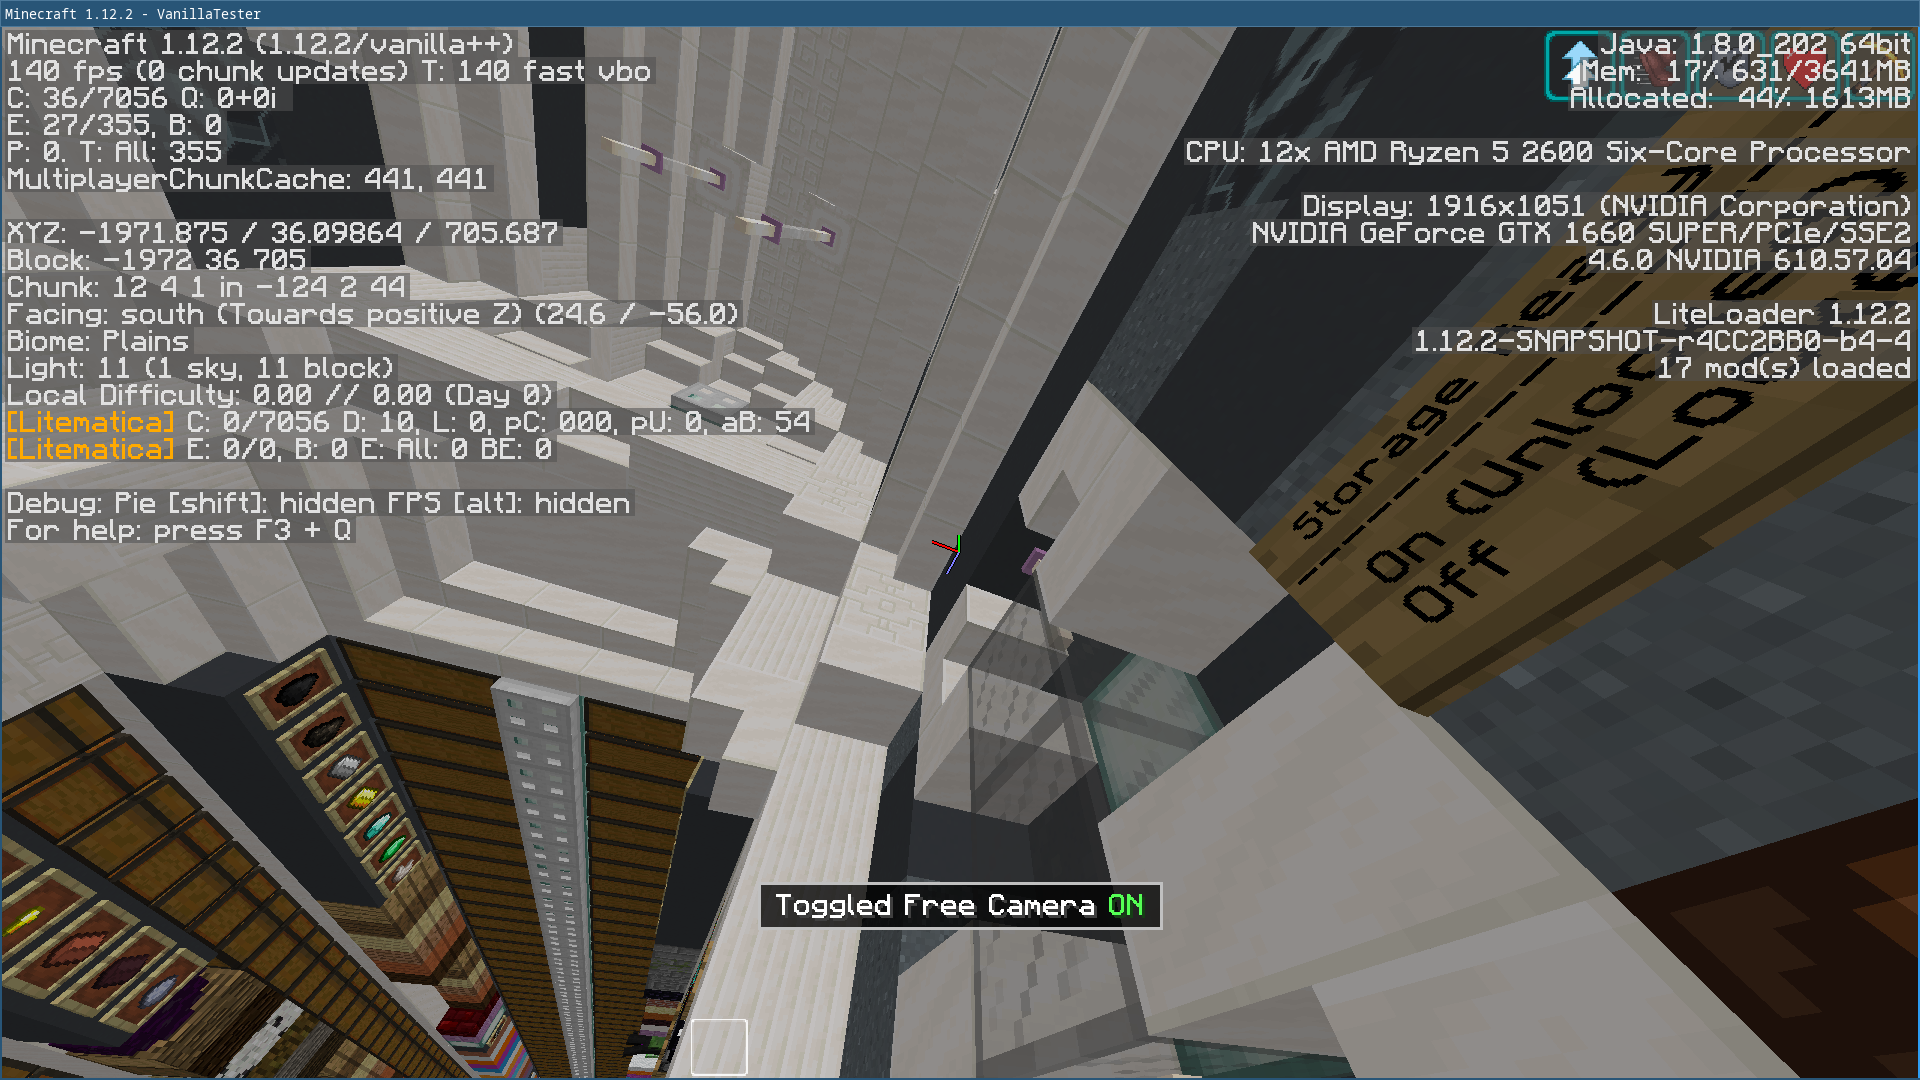 Minecraft 1.12.2 - VanillaTester
Minecraft 1.12.2 (1.12.2/vanilla++)
140 fps (0 chunk updates) T: 140 fast vbo
C: 36/7056 Q: 0+0i
E: 27/355, B: 0
P: 0. T: All: 355
MultiplayerChunkCache: 441, 441
XYZ: -1971.875 / 36.09864 / 705.687
Block: -1972 36 705
Chunk: 12 4 1 in -124 2 44
Facing: south (Towards positive Z) (24.6 / -56.0)
Biome: Plains
Light: 11 (1 sky, 11 block)
Local Difficulty: 0.00 // 0.00 (Day 0)
[Litematica] C: 0/7056 D: 10, L: 0, pC: 000, pU: 0, aB: 54
[Litematica] E: 0/0, B: 0 E: All: 0 BE: 0
Debug: Pie [shift]: hidden FPS [alt]: hidden
For help: press F3 + Q
Java: 1.8.0_202 64bit
Mem: 17% 631/3641MB
Allocated: 44% 1613MB
CPU: 12x AMD Ryzen 5 2600 Six-Core Processor
Display: 1916x1051 (NVIDIA Corporation)
NVIDIA GeForce GTX 1660 SUPER/PCIe/SSE2
4.6.0 NVIDIA 610.57.04
LiteLoader 1.12.2
1.12.2-SNAPSHOT-r4CC2BB0-b4-4
17 mod(s) loaded
Storage
On (Unloc
Off (Loc
Toggled Free Camera ON